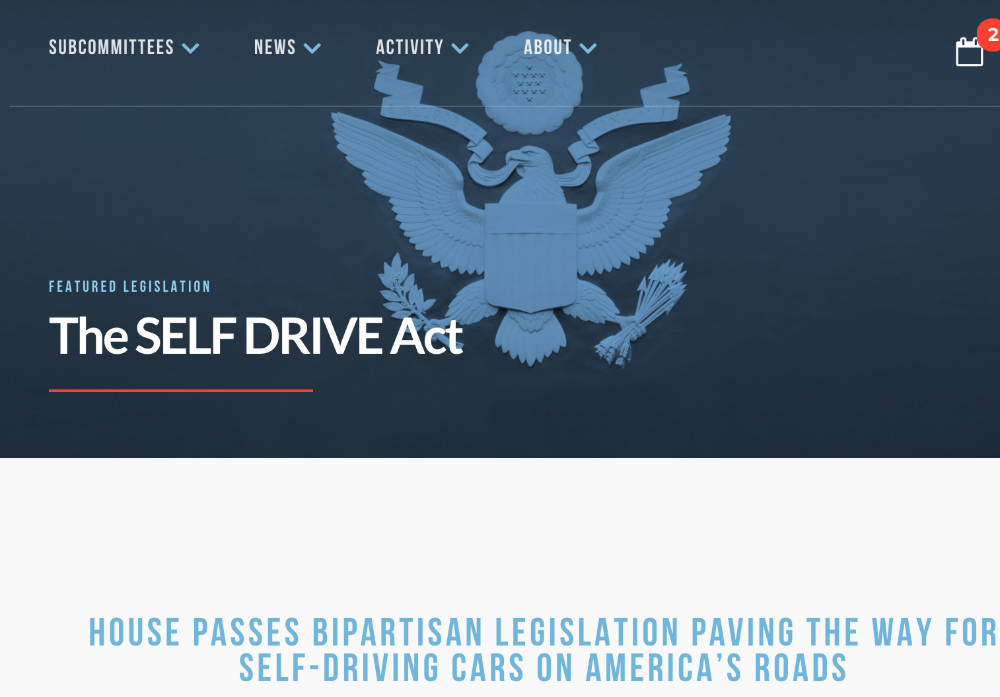 SUBCOMMITTEES NEWS ACTIVITY ABOUT 2
FEATURED LEGISLATION
The SELF DRIVE Act
HOUSE PASSES BIPARTISAN LEGISLATION PAVING THE WAY FOR
SELF-DRIVING CARS ON AMERICA’S ROADS